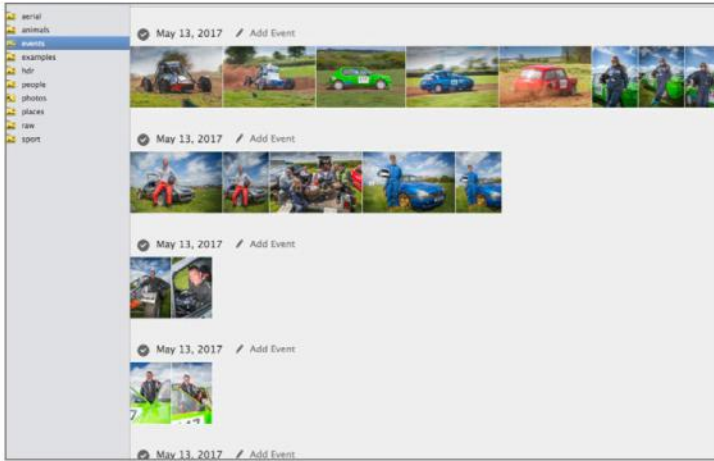 aerial
animals
events
examples
hdr
people
photos
places
raw
sport
May 13, 2017 Add Event
May 13, 2017 Add Event
May 13, 2017 Add Event
May 13, 2017 Add Event
May 13, 2017 Add Event